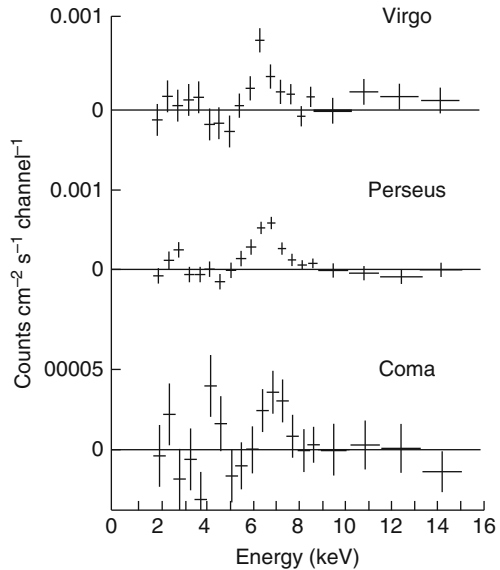 0.001
Virgo
0
0.001
Perseus
0
00005
Coma
0
Counts cm⁻² s⁻¹ channel⁻¹
0 2 4 6 8 10 12 14 16
Energy (keV)